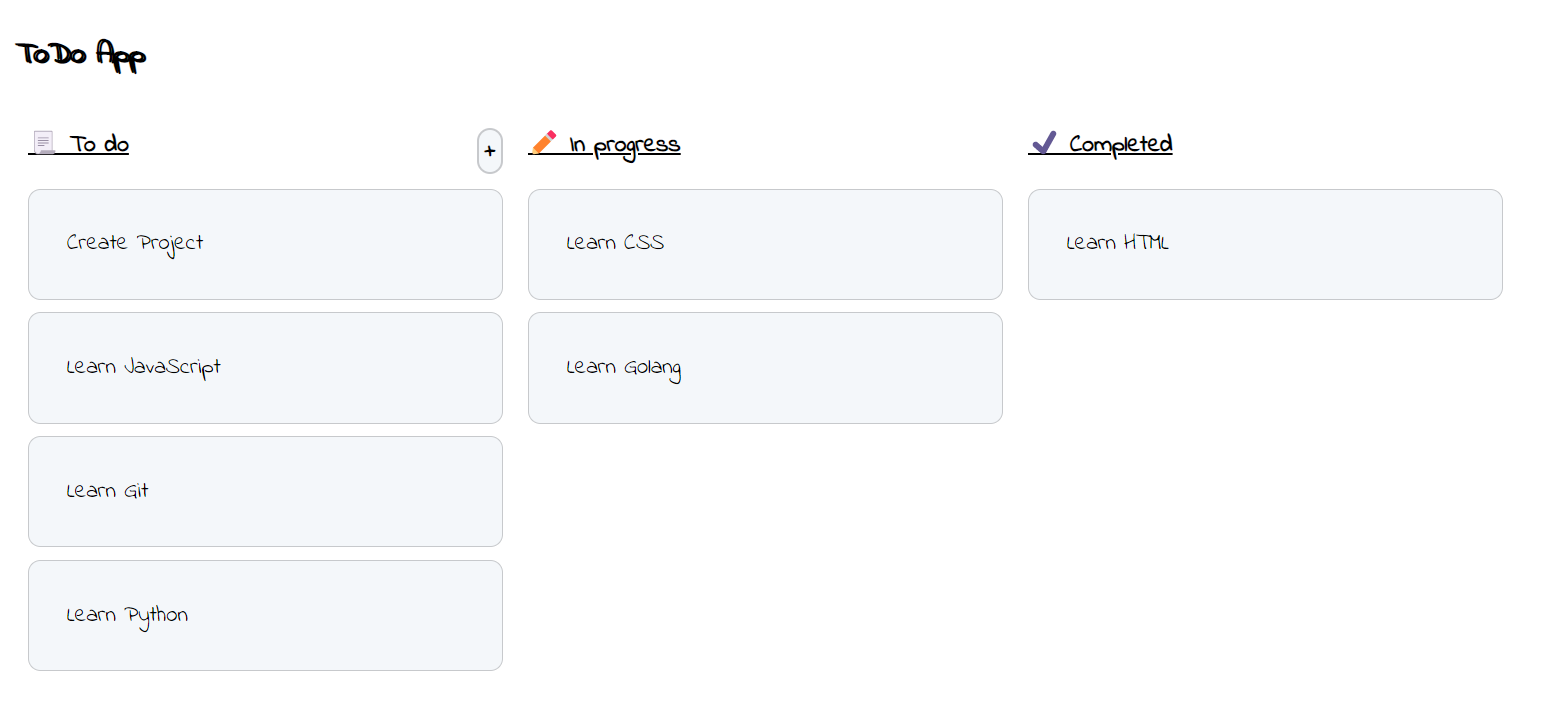 ToDo App
📃 To do
+
Create Project
Learn JavaScript
Learn Git
Learn Python
✏️ In progress
Learn CSS
Learn Golang
✔️ Completed
Learn HTML